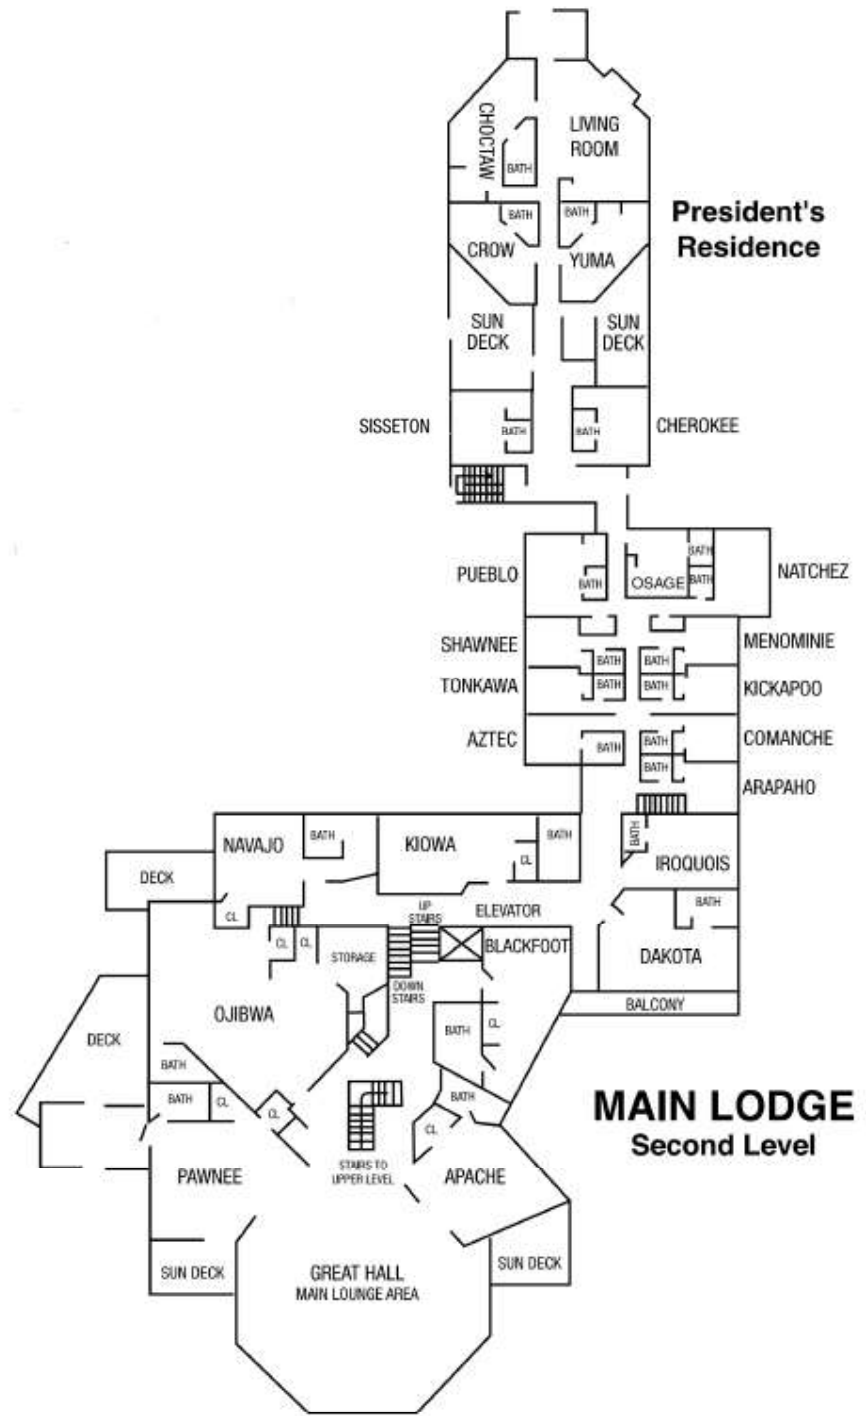 CHOCTAW
LIVING
ROOM
BATH
President's
Residence
BATH
BATH
CROW
YUMA
SUN
DECK
SUN
DECK
SISSETON
BATH
BATH
CHEROKEE
PUEBLO
BATH
OSAGE
BATH
BATH
NATCHEZ
SHAWNEE
BATH
BATH
MENOMINIE
TONKAWA
BATH
BATH
KICKAPOO
AZTEC
BATH
BATH
COMANCHE
BATH
ARAPAHO
NAVAJO
BATH
KIOWA
BATH
CL
BATH
IROQUOIS
DECK
CL
UP
STAIRS
ELEVATOR
BATH
CL
CL
STORAGE
BLACKFOOT
DAKOTA
DOWN
STAIRS
BALCONY
OJIBWA
BATH
CL
DECK
BATH
BATH
CL
CL
BATH
CL
MAIN LODGE
Second Level
STAIRS TO
UPPER LEVEL
PAWNEE
APACHE
SUN DECK
SUN DECK
GREAT HALL
MAIN LOUNGE AREA